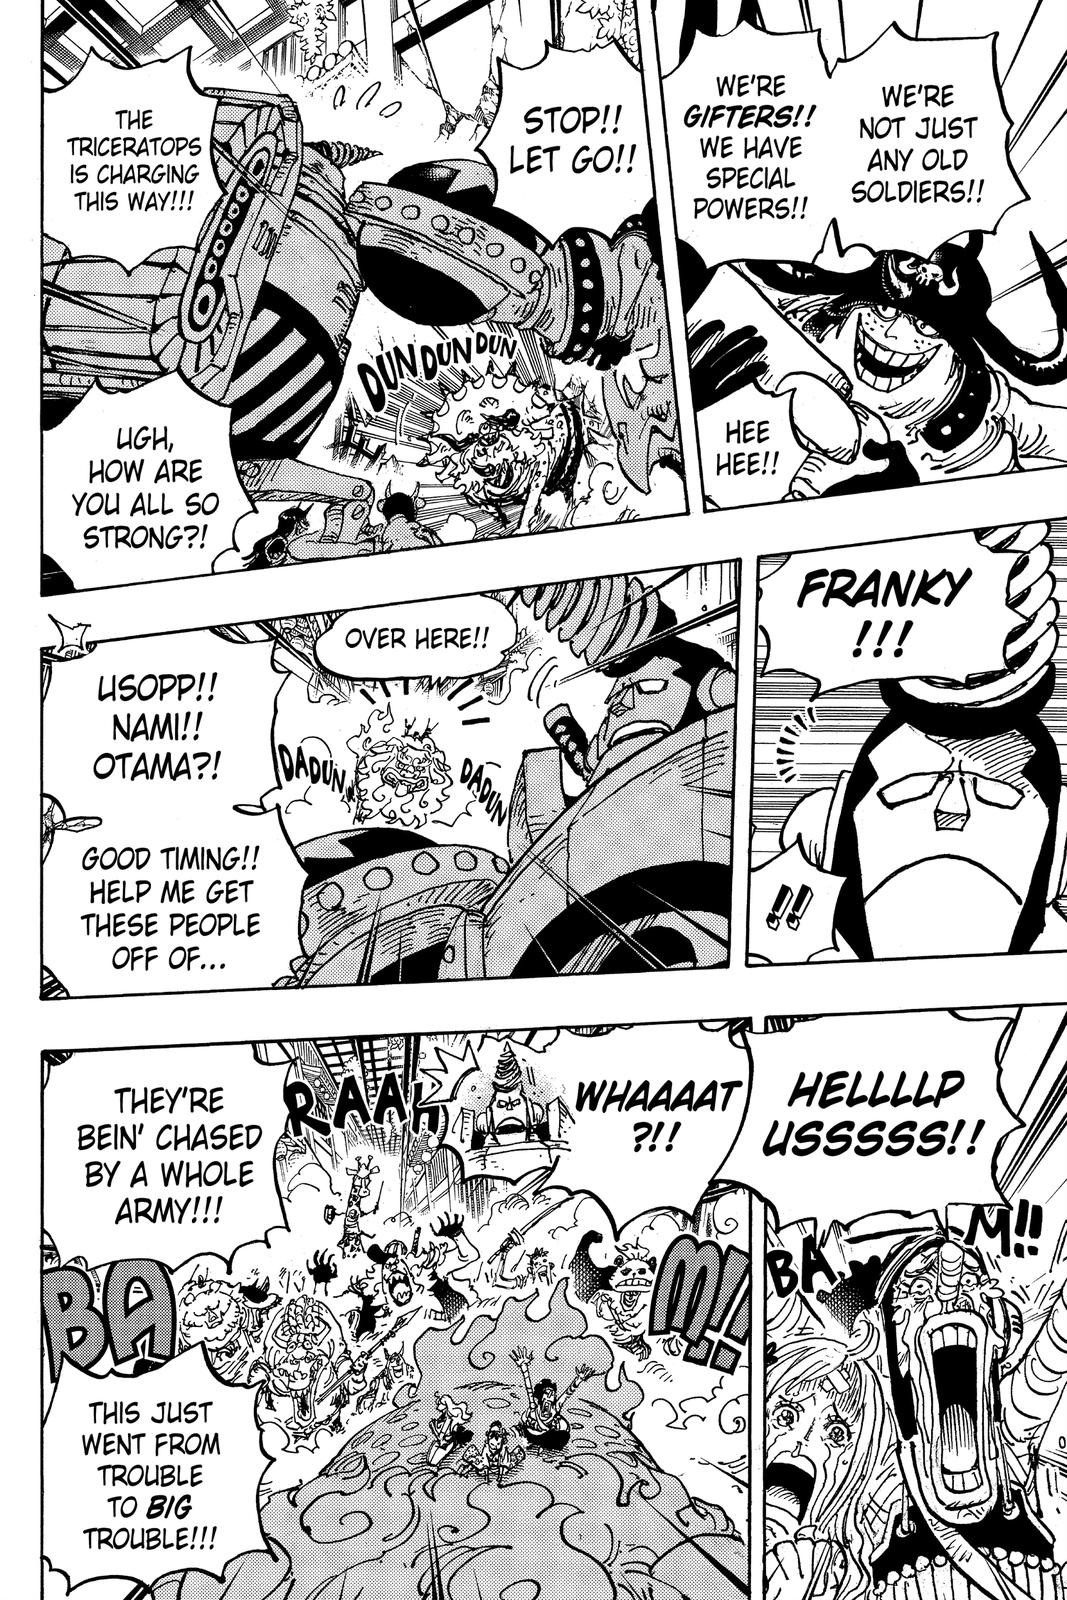 WE'RE
NOT JUST
ANY OLD
SOLDIERS!!
WE'RE
GIFTERS!!
WE HAVE
SPECIAL
POWERS!!
HEE
HEE!!
STOP!!
LET GO!!
THE
TRICERATOPS
IS CHARGING
THIS WAY!!!
DUN DUN DUN
UGH,
HOW ARE
YOU ALL SO
STRONG?!
FRANKY
!!!
!!
OVER HERE!!
DADUN
DADUN
USOPP!!
NAMI!!
OTAMA?!
GOOD TIMING!!
HELP ME GET
THESE PEOPLE
OFF OF...
HELLLLP
USSSSS!!
BA M!!
WHAAAAT
?!!
RAAH
THEY'RE
BEIN' CHASED
BY A WHOLE
ARMY!!!
BA M!!
THIS JUST
WENT FROM
TROUBLE
TO BIG
TROUBLE!!!